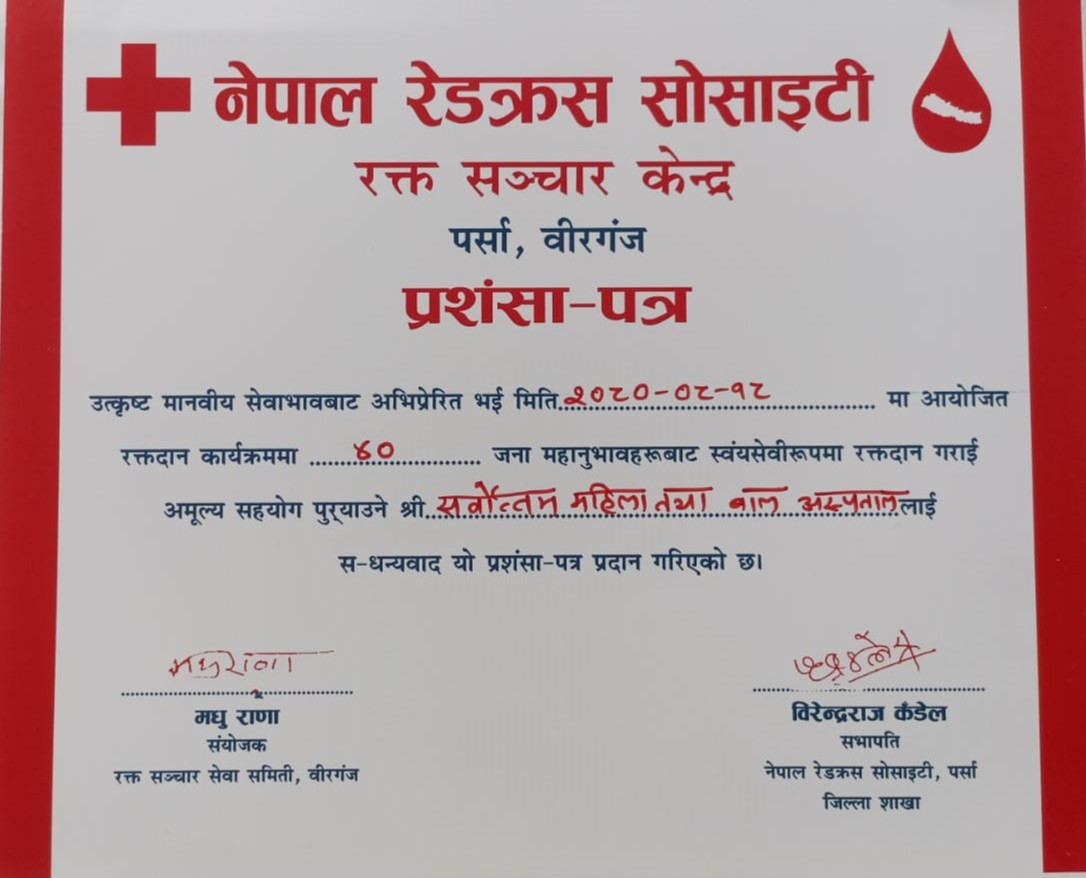 नेपाल रेडक्रस सोसाइटी
रक्त सञ्चार केन्द्र
पर्सा, वीरगंज
प्रशंसा-पत्र
उत्कृष्ट मानवीय सेवाभावबाट अभिप्रेरित भई मिति २०८०-०८-१८ मा आयोजित
रक्तदान कार्यक्रममा ४० जना महानुभावहरूबाट स्वंयसेवीरूपमा रक्तदान गराई
अमूल्य सहयोग पुर्‍याउने श्री सर्वोत्तम महिला तथा बाल अस्पताल लाई
स-धन्यवाद यो प्रशंसा-पत्र प्रदान गरिएको छ।
मधु राणा
मधु राणा
संयोजक
रक्त सञ्चार सेवा समिति, वीरगंज
विरेन्द्रराज कँडेल
सभापति
नेपाल रेडक्रस सोसाइटी, पर्सा
जिल्ला शाखा